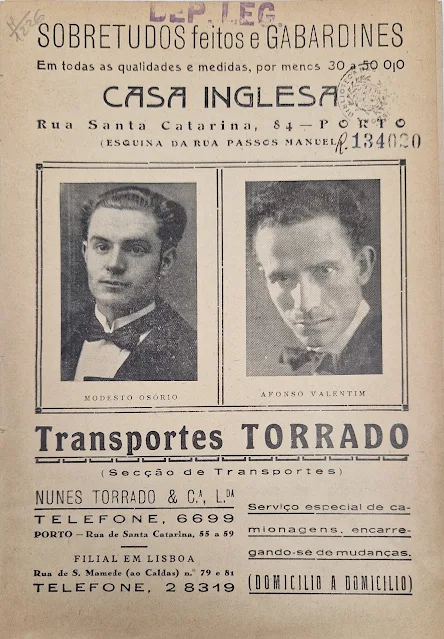 DEP. LEG.
SOBRETUDOS feitos e GABARDINES
Em todas as qualidades e medidas, por menos 30 a 50 0|0
CASA INGLESA
Rua Santa Catarina, 84 — PORTO
(ESQUINA DA RUA PASSOS MANUEL)
R. 134020
MODESTO OSÓRIO
AFONSO VALENTIM
Transportes TORRADO
(Secção de Transportes)
NUNES TORRADO & C.ª, L.DA
TELEFONE, 6699
PORTO — Rua de Santa Catarina, 55 a 59
FILIAL EM LISBOA
Rua de S. Mamede (ao Caldas) n.º 79 e 81
TELEFONE, 2 8319
Serviço especial de ca-
mionagens, encarre-
gando-se de mudanças.
(DOMICILIO A DOMICILIO)